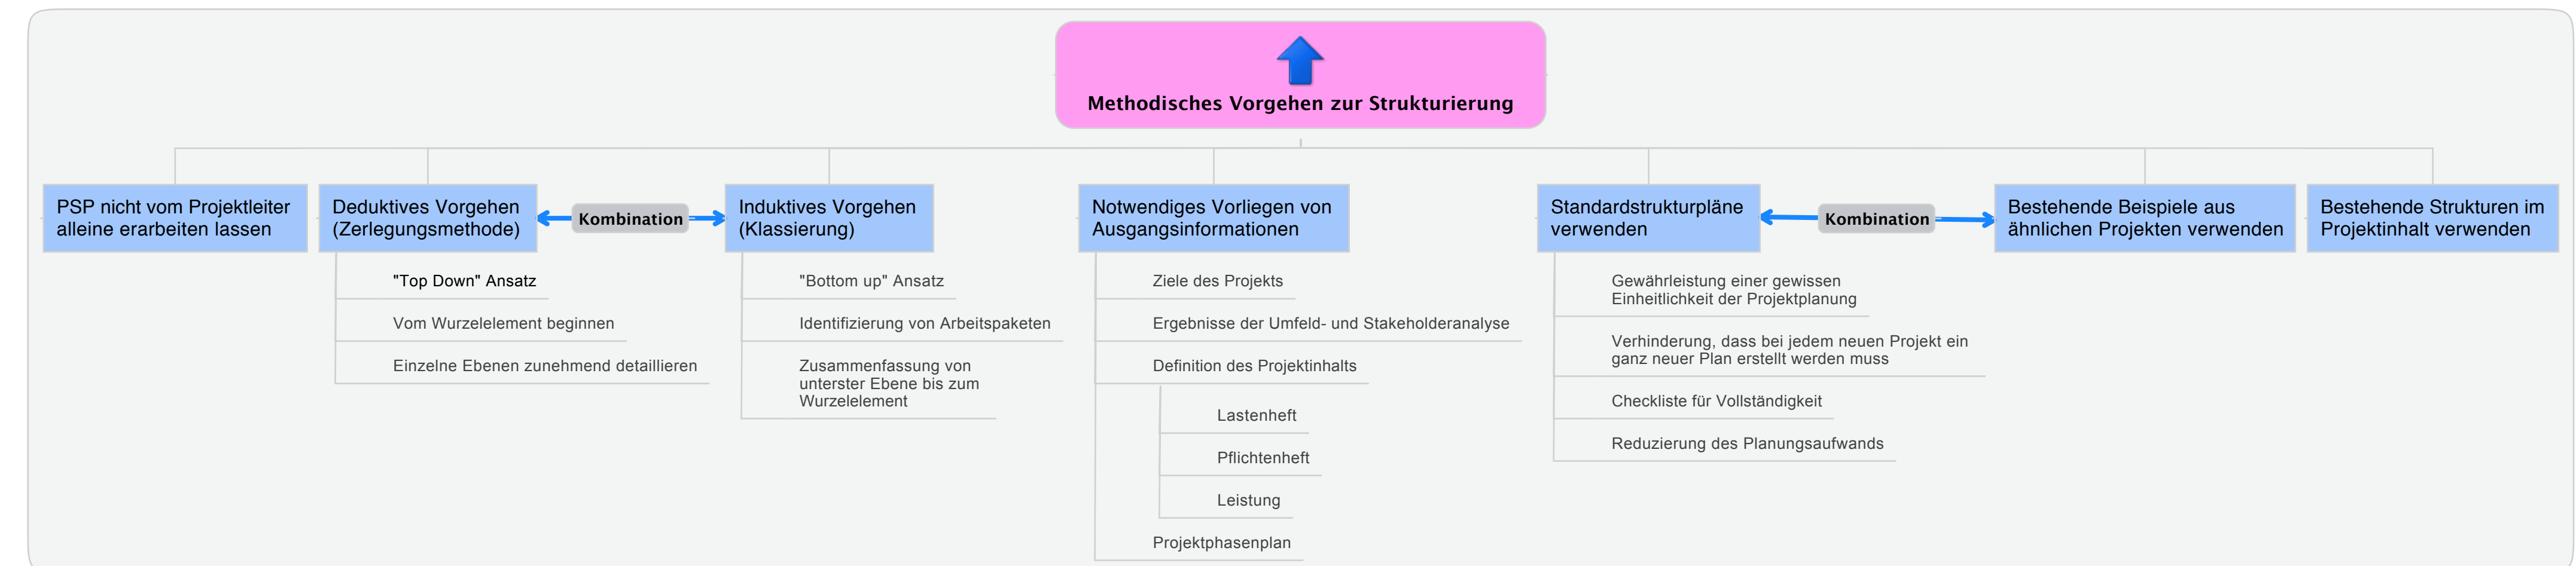 Methodisches Vorgehen zur Strukturierung
PSP nicht vom Projektleiter
alleine erarbeiten lassen
Deduktives Vorgehen
(Zerlegungsmethode)
"Top Down" Ansatz
Vom Wurzelelement beginnen
Einzelne Ebenen zunehmend detaillieren
Kombination
Induktives Vorgehen
(Klassierung)
"Bottom up" Ansatz
Identifizierung von Arbeitspaketen
Zusammenfassung von
unterster Ebene bis zum
Wurzelelement
Notwendiges Vorliegen von
Ausgangsinformationen
Ziele des Projekts
Ergebnisse der Umfeld- und Stakeholderanalyse
Definition des Projektinhalts
Lastenheft
Pflichtenheft
Leistung
Projektphasenplan
Standardstrukturpläne
verwenden
Gewährleistung einer gewissen
Einheitlichkeit der Projektplanung
Verhinderung, dass bei jedem neuen Projekt ein
ganz neuer Plan erstellt werden muss
Checkliste für Vollständigkeit
Reduzierung des Planungsaufwands
Kombination
Bestehende Beispiele aus
ähnlichen Projekten verwenden
Bestehende Strukturen im
Projektinhalt verwenden